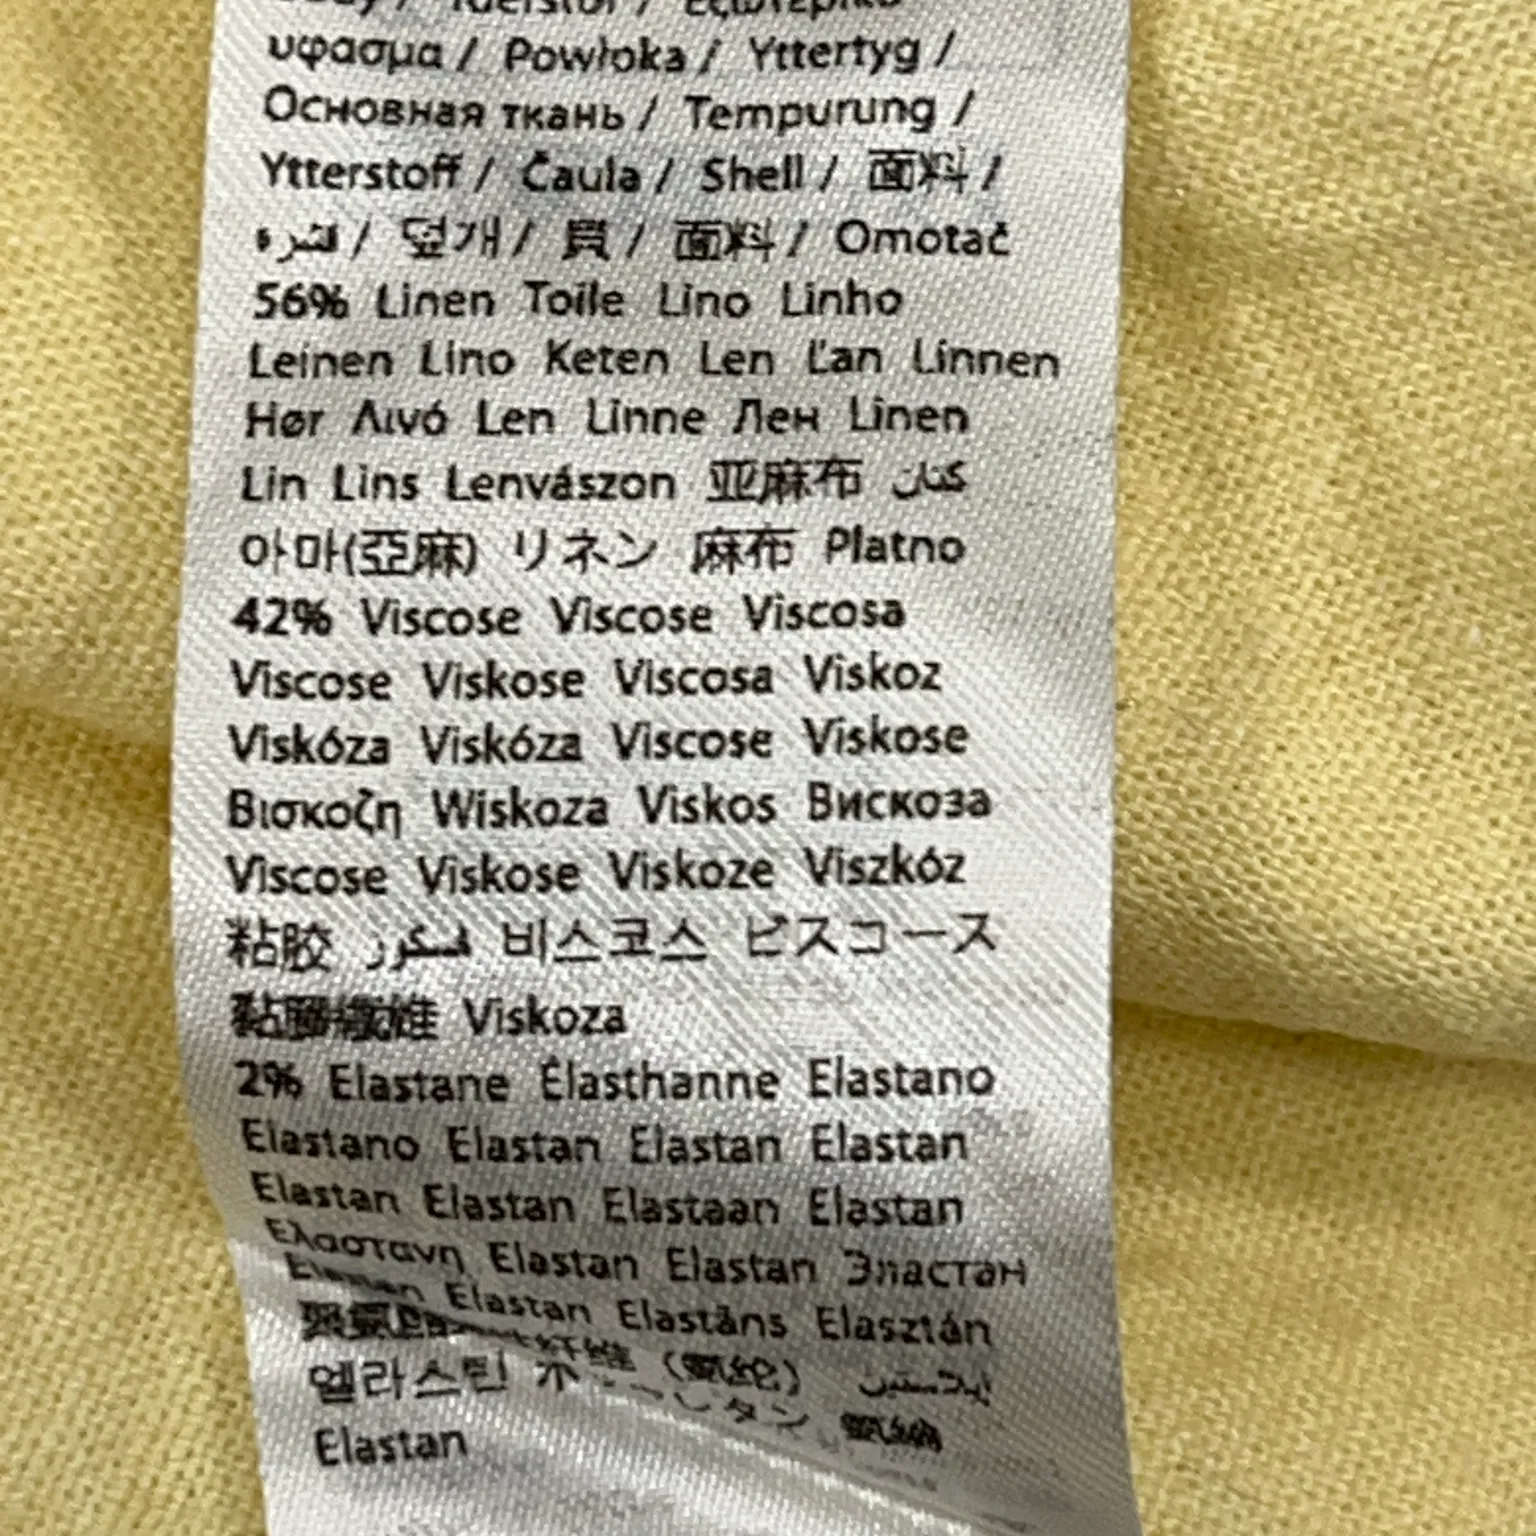 υφασμα / Powłoka / Yttertyg /
Основная ткань / Tempurung /
Ytterstoff / Čaula / Shell / 面料 /
قشره / 덮개 / 貝 / 面料 / Omotač
56% Linen Toile Lino Linho
Leinen Lino Keten Len Ľan Linnen
Hør Λινό Len Linne Лен Linen
Lin Lins Lenvászon 亚麻布 كتان
아마(亞麻) リネン 麻布 Platno
42% Viscose Viscose Viscosa
Viscose Viskose Viscosa Viskoz
Viskóza Viskóza Viscose Viskose
Βισκοζη Wiskoza Viskos Вискоза
Viscose Viskose Viskoze Viszkóz
粘胶 فسكوز 비스코스 ビスコース
黏膠纖維 Viskoza
2% Elastane Élasthanne Elastano
Elastano Elastan Elastan Elastan
Elastan Elastan Elastaan Elastan
Ελαστανη Elastan Elastan Эластан
Elastan Elastāns Elasztán
纤维 (氨纶)
엘라스틴
Elastan